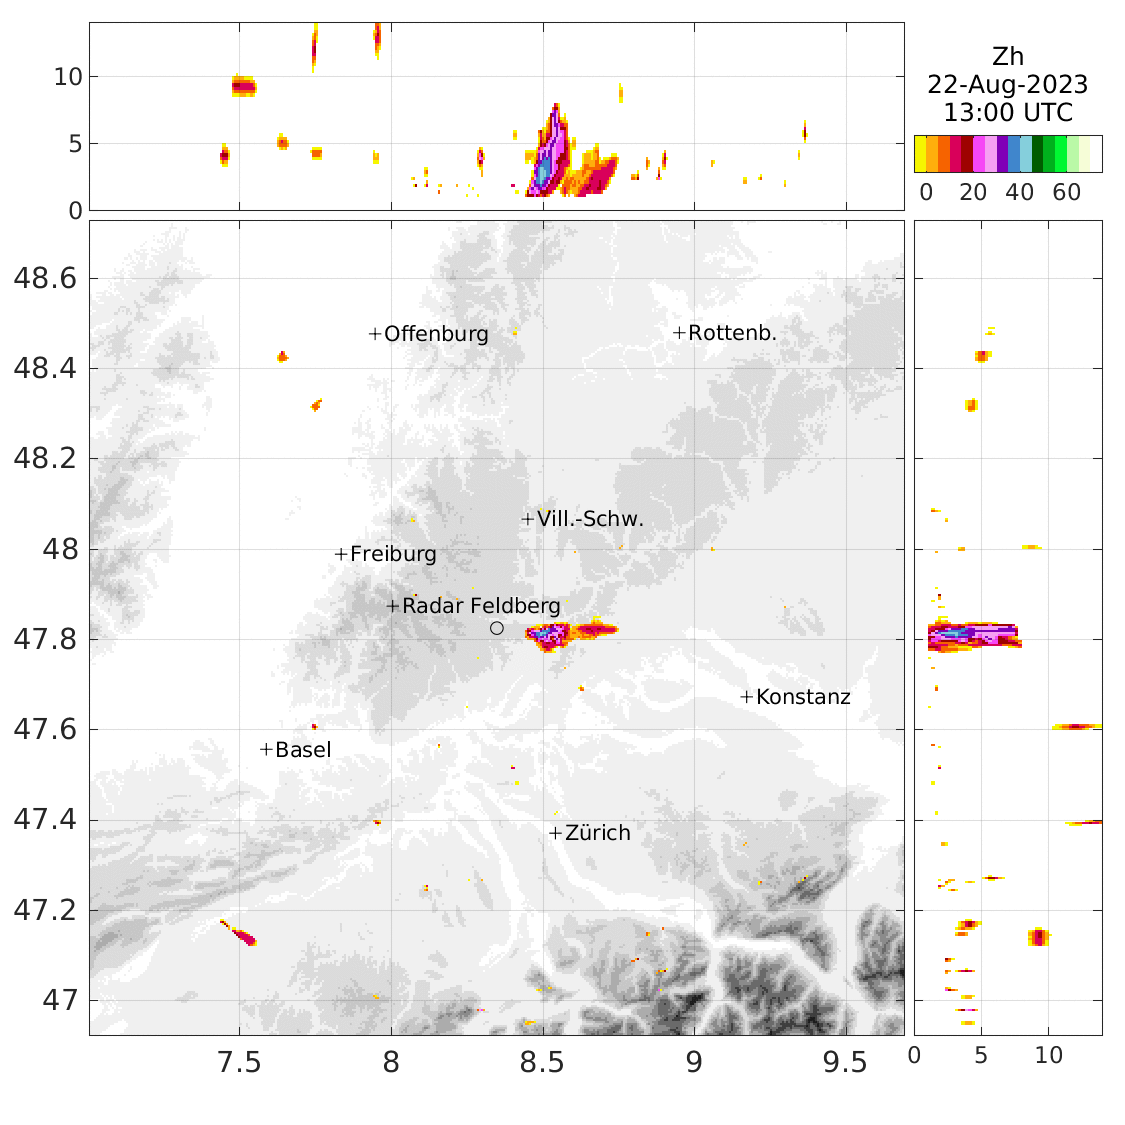 10
5
0
Zh
22-Aug-2023
13:00 UTC
0 20 40 60
48.6
48.4
48.2
48
47.8
47.6
47.4
47.2
47
+Offenburg
+Rottenb.
+Vill.-Schw.
+Freiburg
+Radar Feldberg
+Konstanz
+Basel
+Zürich
7.5 8 8.5 9 9.5
0 5 10